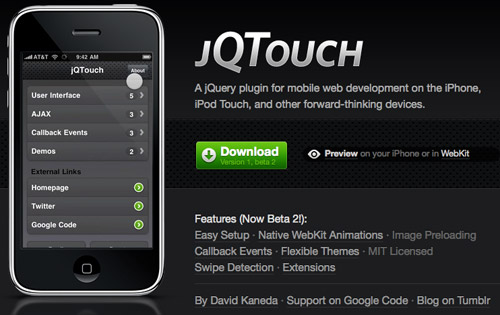 AT&T 9:42 AM
jQTouch
About
User Interface 5
AJAX 3
Callback Events 3
Demos 2
External Links
Homepage
Twitter
Google Code
jQTouch
A jQuery plugin for mobile web development on the iPhone,
iPod Touch, and other forward-thinking devices.
Download
Version 1, beta 2
Preview on your iPhone or in WebKit
Features (Now Beta 2!):
Easy Setup · Native WebKit Animations · Image Preloading
Callback Events · Flexible Themes · MIT Licensed
Swipe Detection · Extensions
By David Kaneda · Support on Google Code · Blog on Tumblr